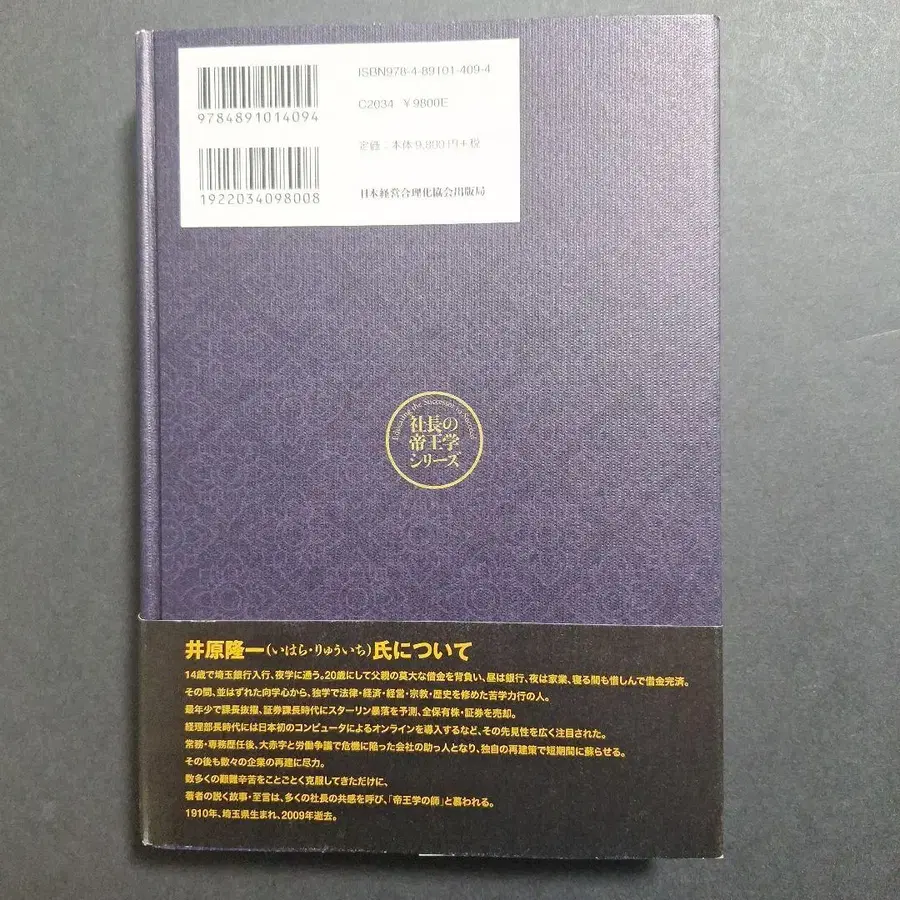 ISBN978-4-89101-409-4
C2034 ¥9800E
9784891014094
定価:本体9,800円+税
1922034098008
日本経営合理化協会出版局
Educating the Successor to Succeed
社長の
帝王学
シリーズ
井原隆一(いはら・りゅういち)氏について
14歳で埼玉銀行入行、夜学に通う。20歳にして父親の莫大な借金を背負い、昼は銀行、夜は家業、寝る間も惜しんで借金完済。
その間、並はずれた向学心から、独学で法律・経済・経営・宗教・歴史を修めた苦学力行の人。
最年少で課長抜擢、証券課長時代にスターリン暴落を予測、全保有株・証券を売却。
経理部長時代には日本初のコンピュータによるオンラインを導入するなど、その先見性を広く注目された。
常務・専務歴任後、大赤字と労働争議で危機に陥った会社の助っ人となり、独自の再建策で短期間に蘇らせる。
その後も数々の企業の再建に尽力。
数多くの艱難辛苦をことごとく克服してきただけに、
著者の説く故事・至言は、多くの社長の共感を呼び、「帝王学の師」と慕われる。
1910年、埼玉県生まれ、2009年逝去。